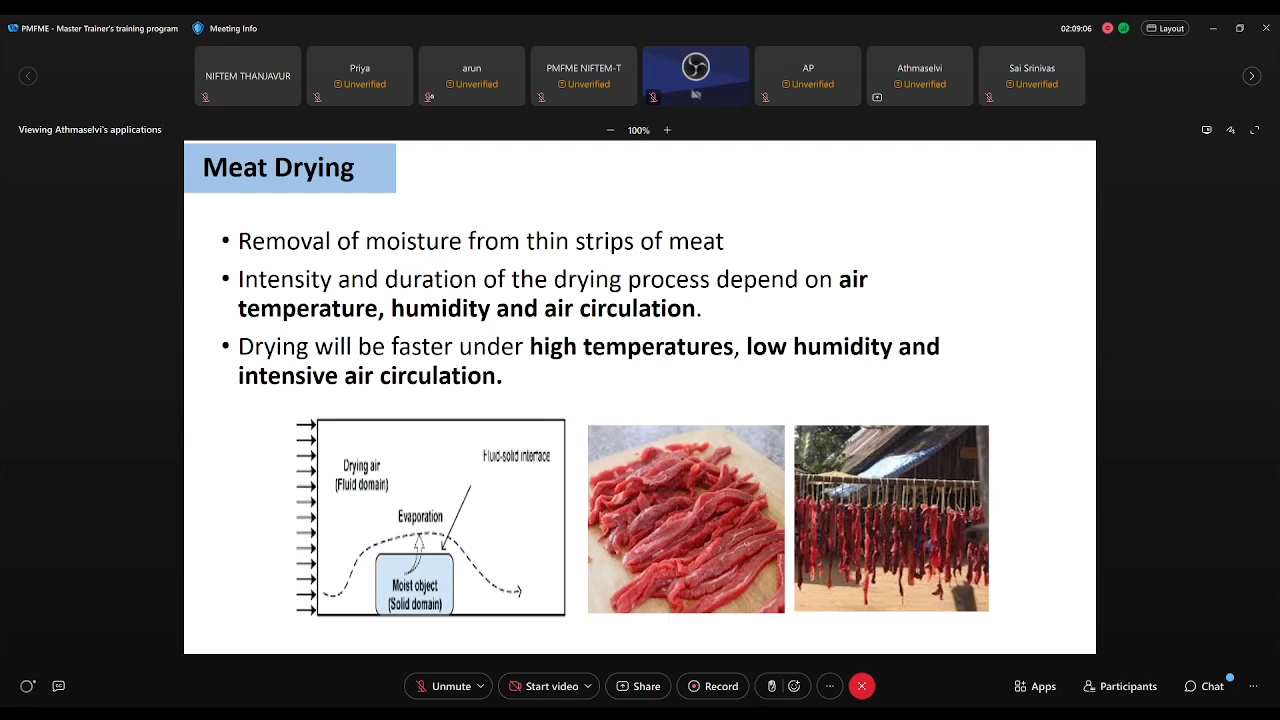 PMFME - Master Trainer's training program
Meeting Info
02:09:06
Layout
NIFTEM THANJAVUR
Priya
Unverified
arun
Unverified
PMFME NIFTEM-T
Unverified
AP
Unverified
Athmaselvi
Unverified
Sai Srinivas
Unverified
Viewing Athmaselvi's applications
100%
Meat Drying
• Removal of moisture from thin strips of meat
• Intensity and duration of the drying process depend on air
temperature, humidity and air circulation.
• Drying will be faster under high temperatures, low humidity and
intensive air circulation.
Drying air
(Fluid domain)
Fluid-solid interface
Evaporation
Moist object
(Solid domain)
Unmute
Start video
Share
Record
Apps
Participants
Chat